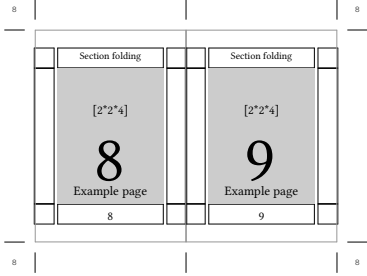 8 8
Section folding Section folding
[2*2*4] [2*2*4]
8 9
Example page Example page
8 9
8 8